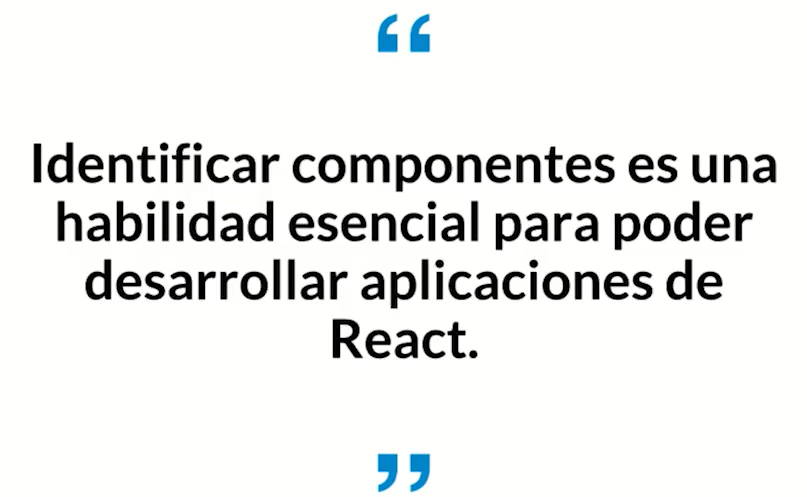 “
Identificar componentes es una
habilidad esencial para poder
desarrollar aplicaciones de
React.
”